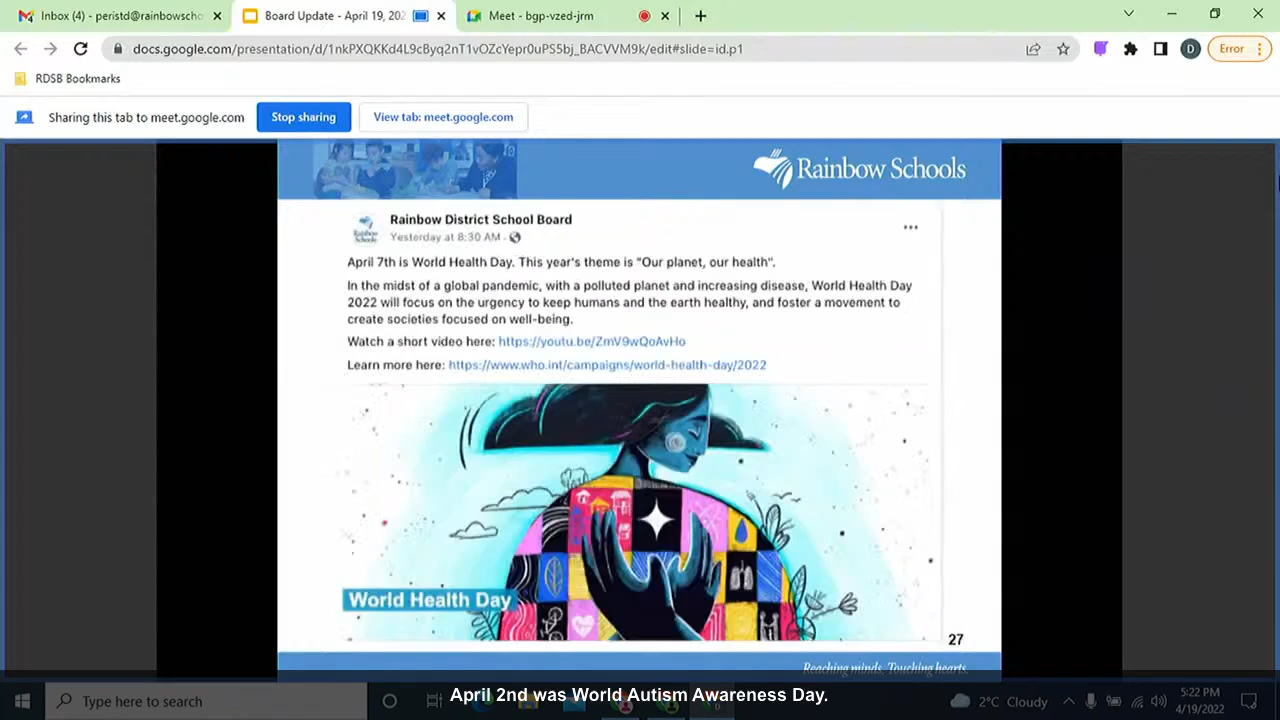 Inbox (4) - peristd@rainbowscho
Board Update - April 19, 202
Meet - bgp-vzed-jrm
docs.google.com/presentation/d/1nkPXQKKd4L9cByq2nT1vOZcYepr0uPS5bj_BACVVM9k/edit#slide=id.p1
D
Error
RDSB Bookmarks
Sharing this tab to meet.google.com
Stop sharing
View tab: meet.google.com
Rainbow Schools
Rainbow District School Board
Rainbow
Schools
Yesterday at 8:30 AM ·
April 7th is World Health Day. This year's theme is "Our planet, our health".
In the midst of a global pandemic, with a polluted planet and increasing disease, World Health Day
2022 will focus on the urgency to keep humans and the earth healthy, and foster a movement to
create societies focused on well-being.
Watch a short video here: https://youtu.be/ZmV9wQoAvHo
Learn more here: https://www.who.int/campaigns/world-health-day/2022
World Health Day
27
Reaching minds. Touching hearts.
April 2nd was World Autism Awareness Day.
Type here to search
2°C Cloudy
5:22 PM
4/19/2022